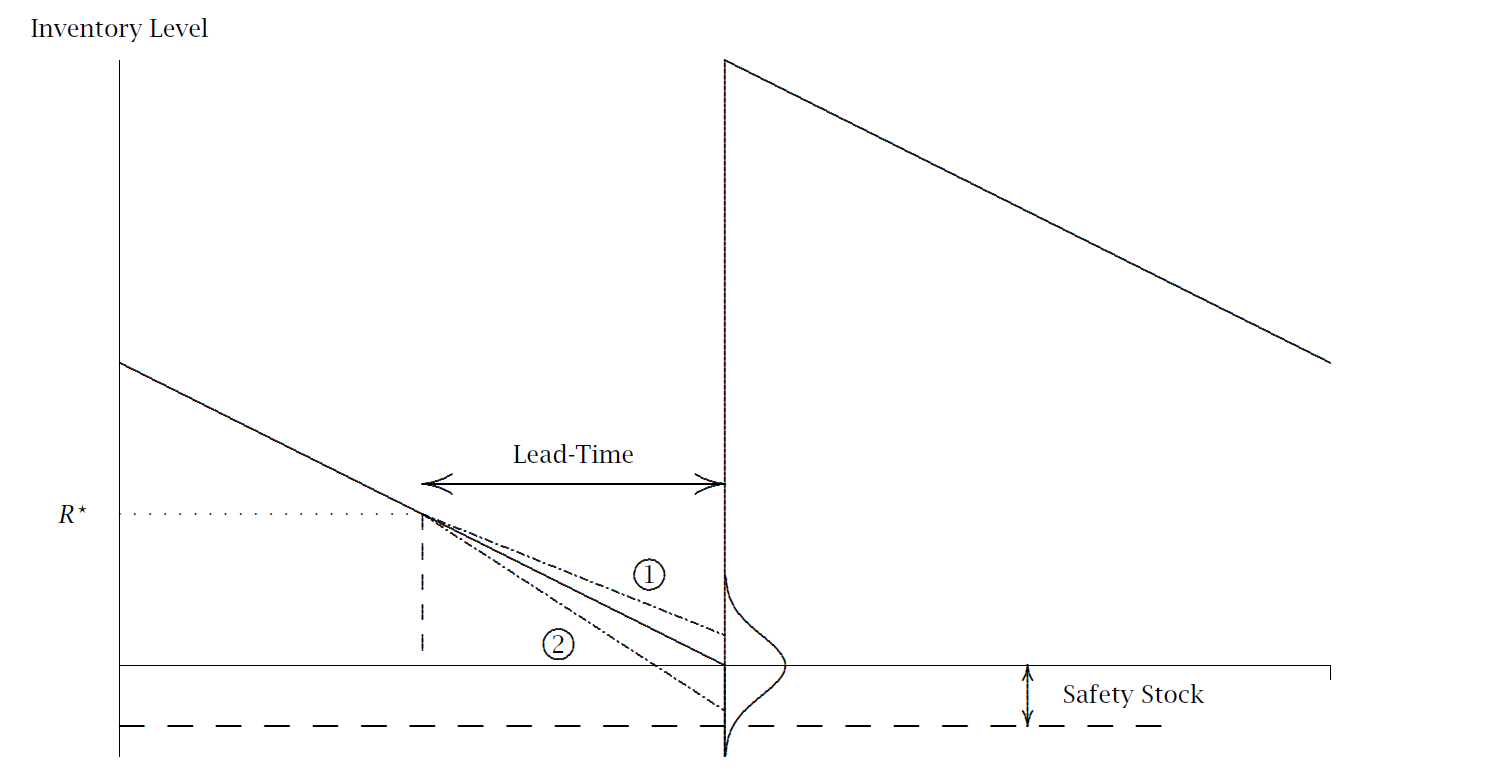 Inventory Level
Lead-Time
R⋆
1
2
Safety Stock